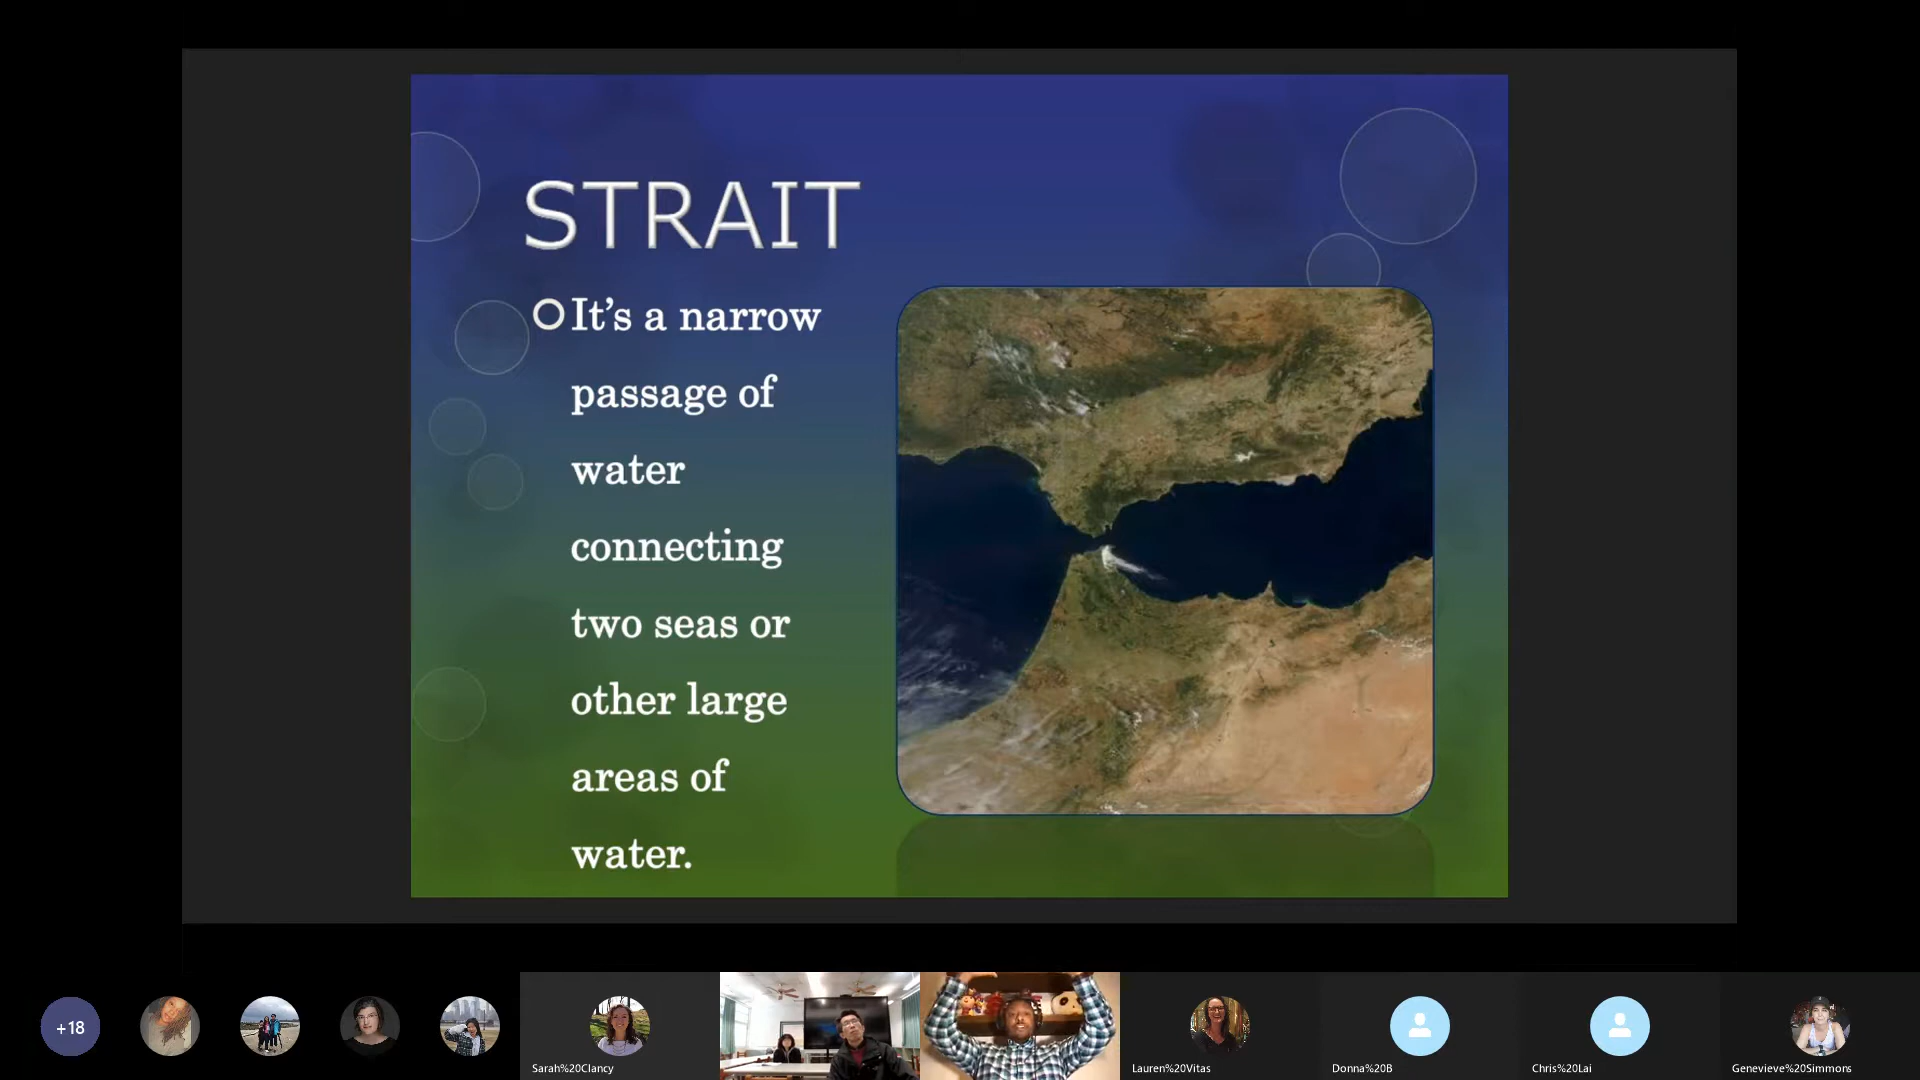 STRAIT
It's a narrow
passage of
water
connecting
two seas or
other large
areas of
water.
+18
Sarah%20Clancy
Lauren%20Vitas
Donna%20B
Chris%20Lai
Genevieve%20Simmons